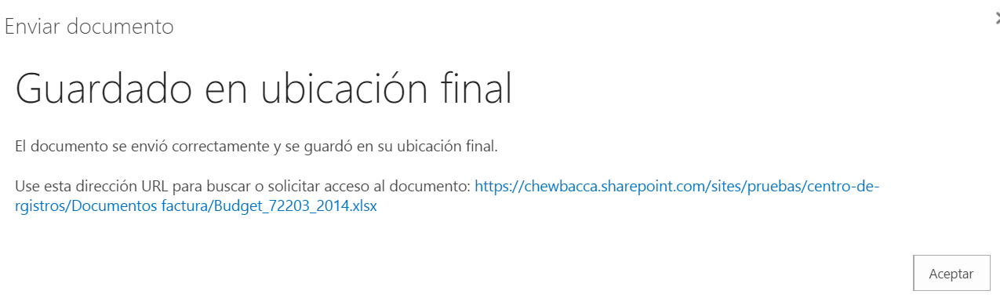 Enviar documento
Guardado en ubicación final
El documento se envió correctamente y se guardó en su ubicación final.
Use esta dirección URL para buscar o solicitar acceso al documento: https://chewbacca.sharepoint.com/sites/pruebas/centro-de-
rgistros/Documentos factura/Budget_72203_2014.xlsx
Aceptar